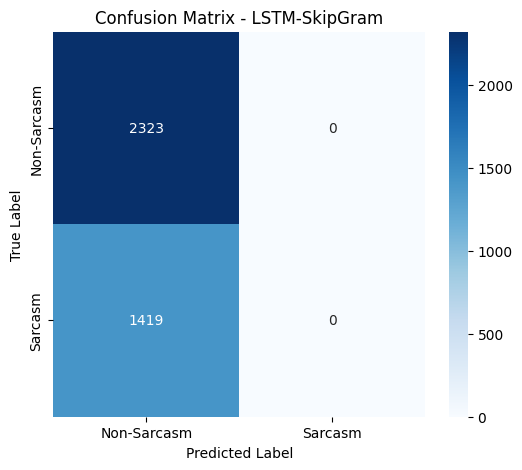 Confusion Matrix - LSTM-SkipGram
True Label
Non-Sarcasm
2323
0
Sarcasm
1419
0
Non-Sarcasm
Sarcasm
Predicted Label
2000
1500
1000
500
0